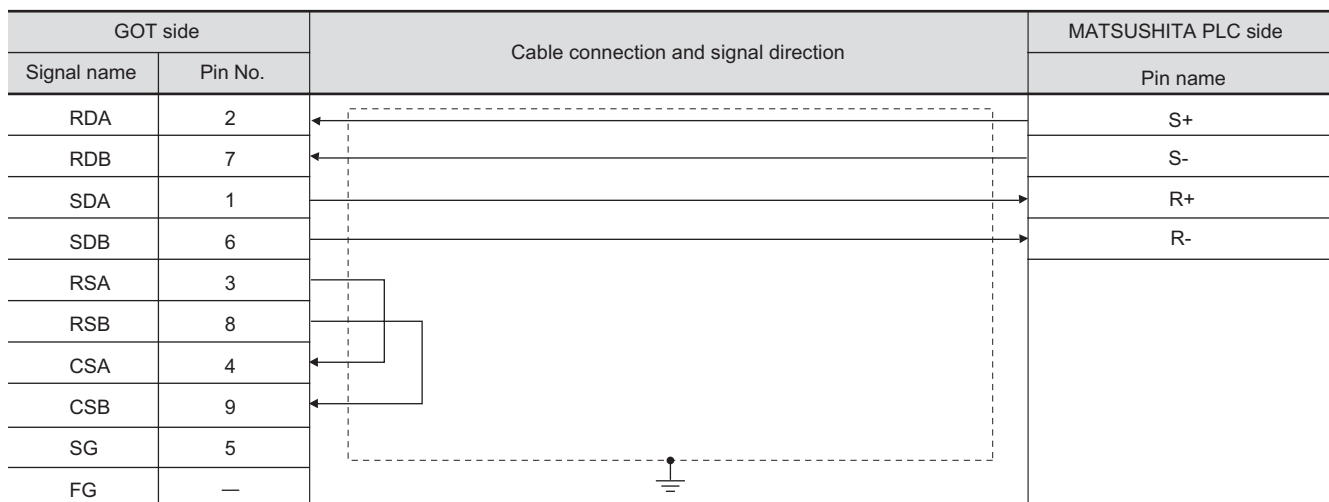 GOT side Cable connection and signal direction MATSUSHITA PLC side
Signal name Pin No. Pin name
RDA 2 S+
RDB 7 S-
SDA 1 R+
SDB 6 R-
RSA 3
RSB 8
CSA 4
CSB 9
SG 5
FG —